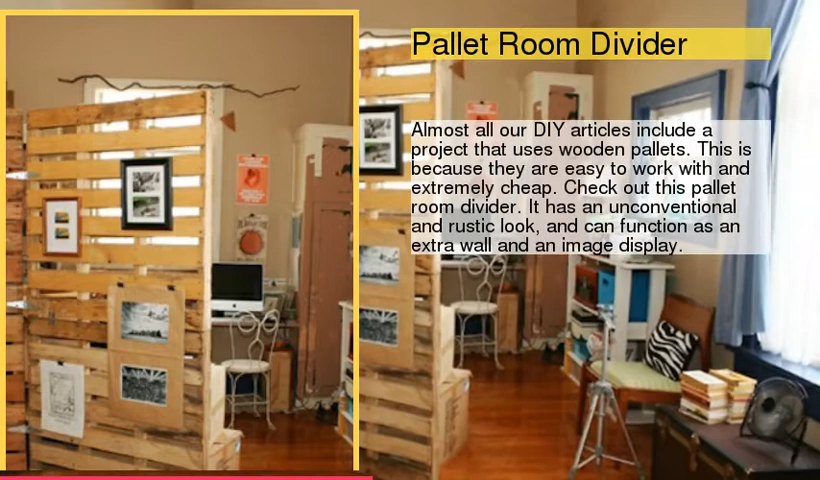 Pallet Room Divider
Almost all our DIY articles include a
project that uses wooden pallets. This is
because they are easy to work with and
extremely cheap. Check out this pallet
room divider. It has an unconventional
and rustic look, and can function as an
extra wall and an image display.